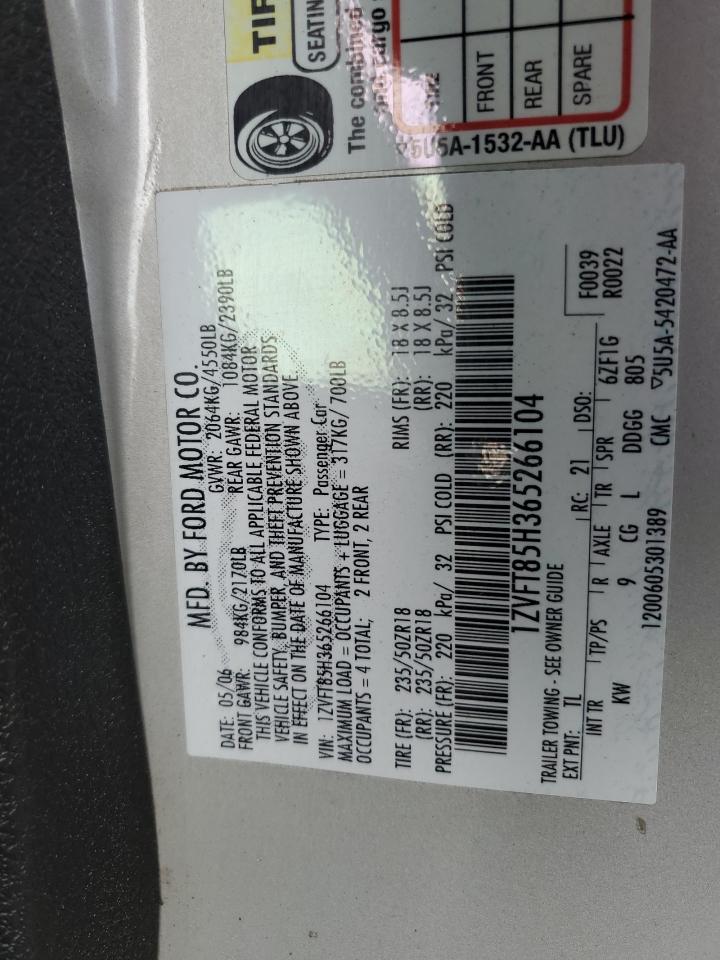 MFD. BY FORD MOTOR CO.
DATE: 05/06 GVWR: 2064KG/4550LB
FRONT GAWR: 984KG/2170LB REAR GAWR: 1084KG/2390LB
THIS VEHICLE CONFORMS TO ALL APPLICABLE FEDERAL MOTOR
VEHICLE SAFETY, BUMPER, AND THEFT PREVENTION STANDARDS
IN EFFECT ON THE DATE OF MANUFACTURE SHOWN ABOVE.
VIN: 1ZVFT85H365266104 TYPE: Passenger Car
MAXIMUM LOAD = OCCUPANTS + LUGGAGE = 317KG/ 700LB
OCCUPANTS = 4 TOTAL; 2 FRONT, 2 REAR
TIRE (FR): 235/50ZR18 RIMS (FR): 18 X 8.5J
(RR): 235/50ZR18 (RR): 18 X 8.5J
PRESSURE (FR): 220 kPa/ 32 PSI COLD (RR): 220 kPa/ 32 PSI COLD
1ZVFT85H365266104
TRAILER TOWING - SEE OWNER GUIDE
EXT PNT: TL RC: 21 DSO: F0039
R0022
INT TR TP/PS R AXLE TR SPR 6ZF1G
KW 9 CG L DDGG 805
1200605301389 CMC ▽5U5A-5420472-AA
TIR
SEATIN
The combined
cargo
FRONT
REAR
SPARE
5U5A-1532-AA (TLU)